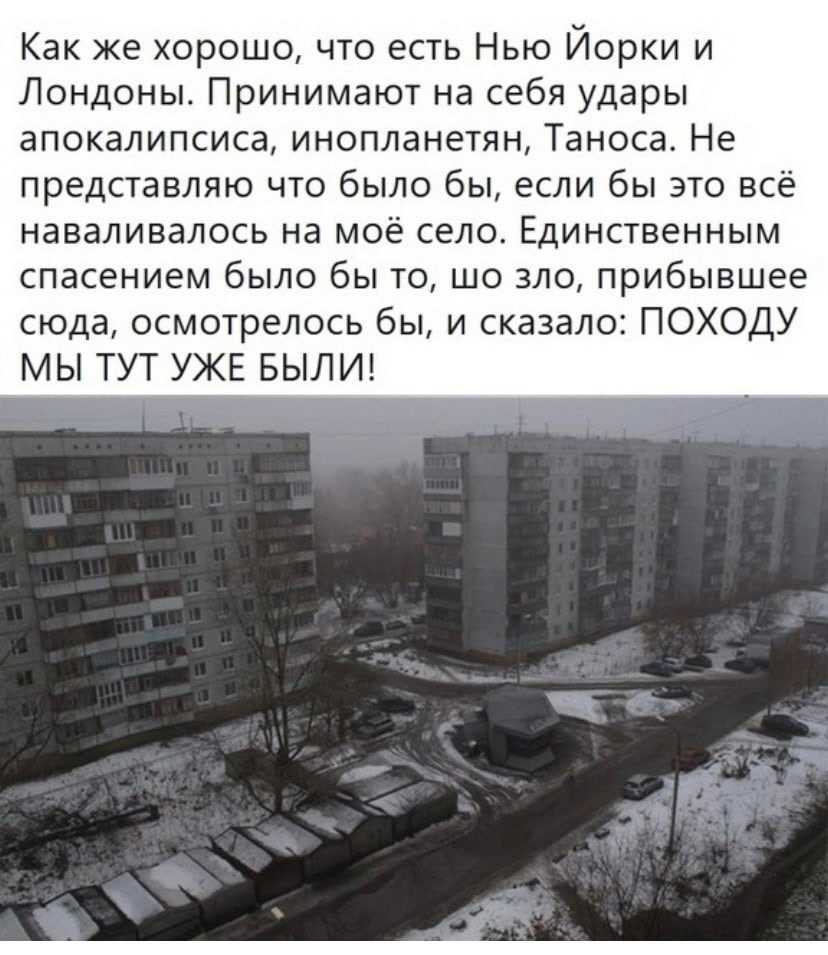 Как же хорошо, что есть Нью Йорки и
Лондоны. Принимают на себя удары
апокалипсиса, инопланетян, Таноса. Не
представляю что было бы, если бы это всё
наваливалось на моё село. Единственным
спасением было бы то, шо зло, прибывшее
сюда, осмотрелось бы, и сказало: ПОХОДУ
МЫ ТУТ УЖЕ БЫЛИ!